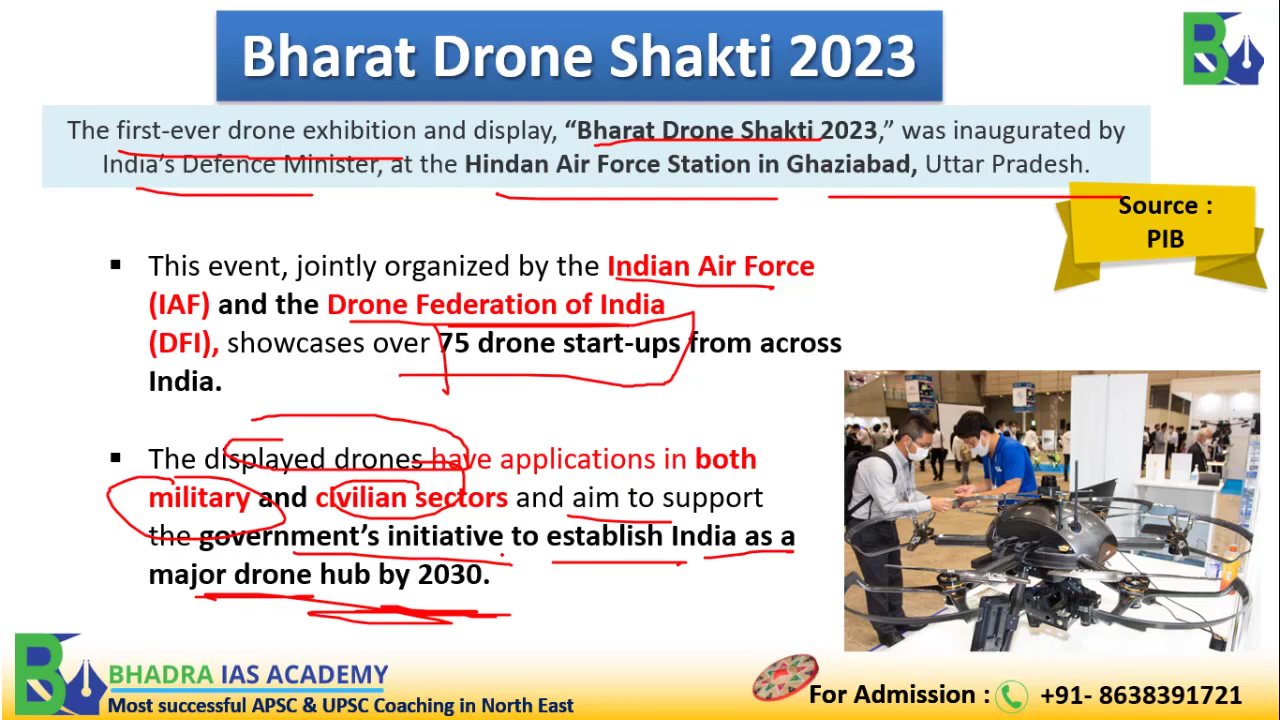 Bharat Drone Shakti 2023
The first-ever drone exhibition and display, “Bharat Drone Shakti 2023,” was inaugurated by
India’s Defence Minister, at the Hindan Air Force Station in Ghaziabad, Uttar Pradesh.
Source :
PIB
▪ This event, jointly organized by the Indian Air Force
(IAF) and the Drone Federation of India
(DFI), showcases over 75 drone start-ups from across
India.
▪ The displayed drones have applications in both
military and civilian sectors and aim to support
the government’s initiative to establish India as a
major drone hub by 2030.
BHADRA IAS ACADEMY
Most successful APSC & UPSC Coaching in North East
For Admission : +91- 8638391721